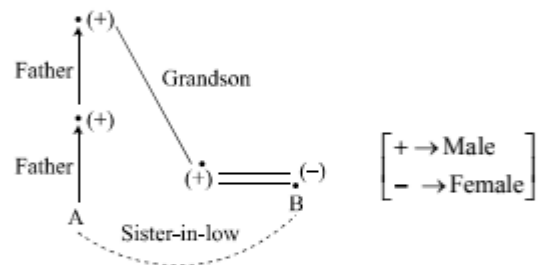 (+)
Father
Grandson
(+)
Father
(+)
(–)
A
B
Sister-in-low
+ → Male
– → Female